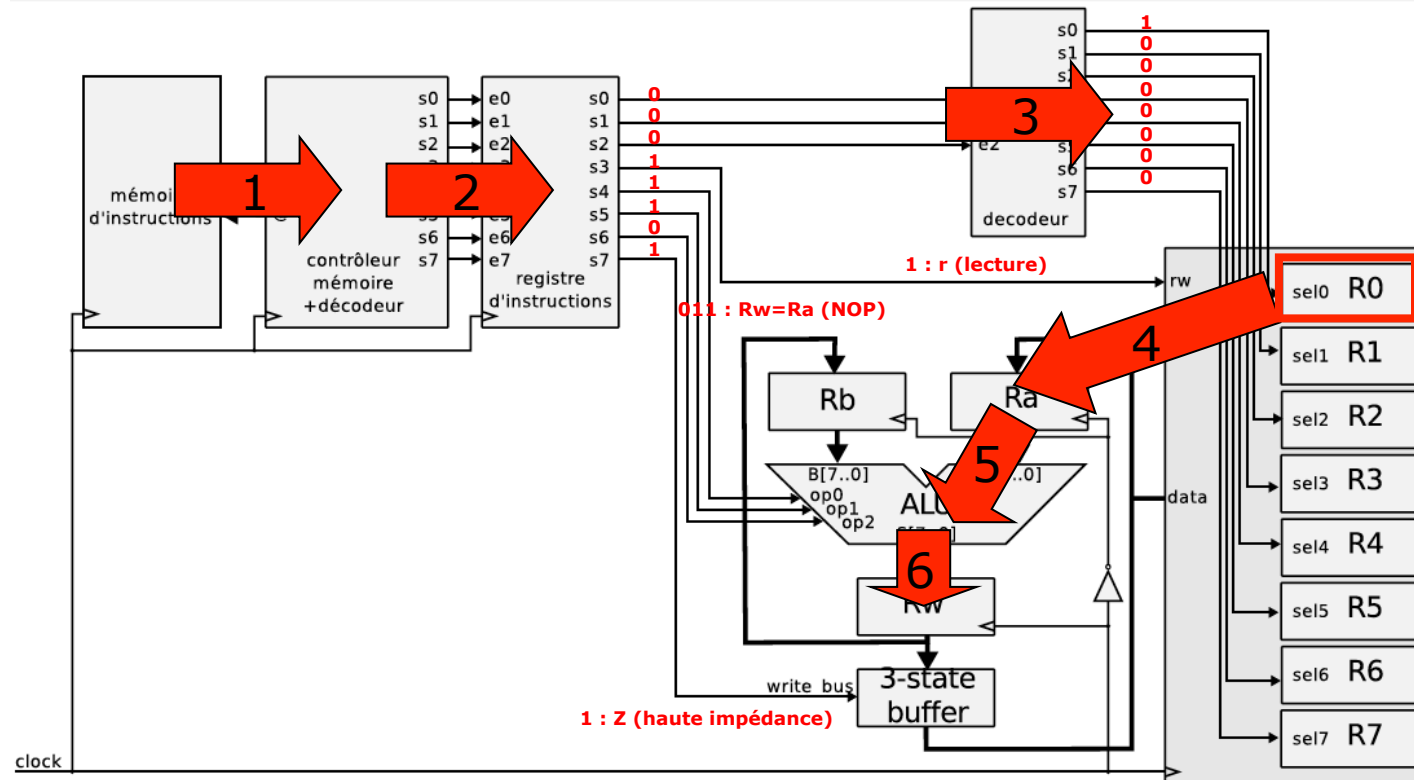 mémoi
d'instructions
1
s0
s1
s2
s6
s7
contrôleur
mémoire
+décodeur
2
e0
e1
e2
e6
e7
s0
s1
s2
s3
s4
s5
s6
s7
registre
d'instructions
0
0
0
1
1
1
0
1
3
e2
s0
s1
s6
s7
decodeur
1
0
0
0
0
0
0
0
1 : r (lecture)
011 : Rw=Ra (NOP)
rw
data
sel0 R0
sel1 R1
sel2 R2
sel3 R3
sel4 R4
sel5 R5
sel6 R6
sel7 R7
4
Rb
Ra
5
B[7..0]
..0]
op0
op1
op2
ALU
6
Rw
write bus
3-state
buffer
1 : Z (haute impédance)
clock